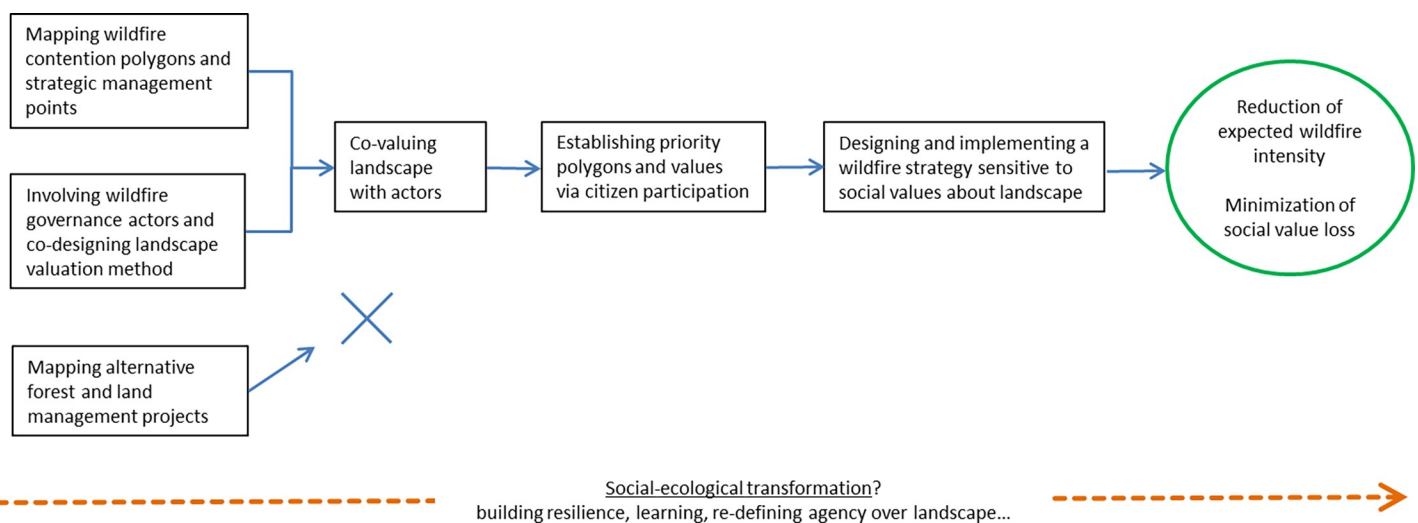 Mapping wildfire
contention polygons and
strategic management
points
Involving wildfire
governance actors and
co-designing landscape
valuation method
Mapping alternative
forest and land
management projects
Co-valuing
landscape
with actors
Establishing priority
polygons and values
via citizen participation
Designing and implementing a
wildfire strategy sensitive to
social values about landscape
Reduction of
expected wildfire
intensity
Minimization of
social value loss
Social-ecological transformation?
building resilience, learning, re-defining agency over landscape...